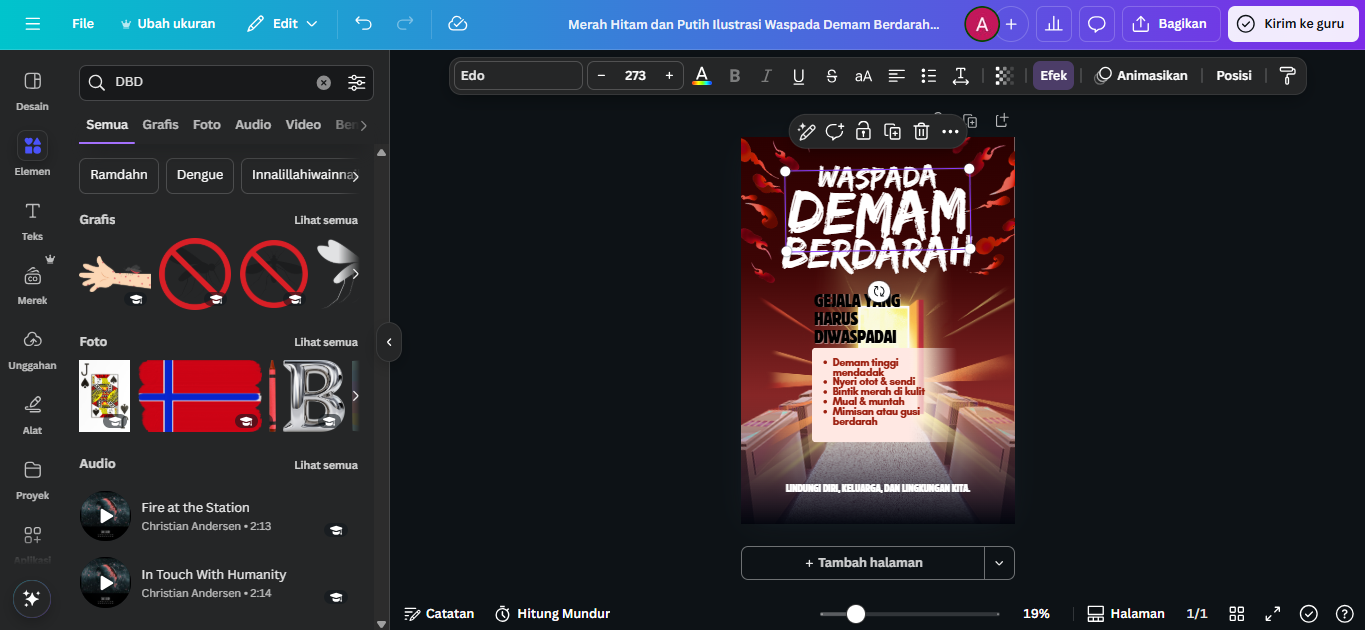 File
Ubah ukuran
Edit
Merah Hitam dan Putih Ilustrasi Waspada Demam Berdarah...
A
Bagikan
Kirim ke guru
Desain
Elemen
Teks
Merek
Unggahan
Alat
Proyek
Aplikasi
DBD
Semua
Grafis
Foto
Audio
Video
Ramdahn
Dengue
Innalillahiwainna
Grafis
Lihat semua
Foto
Lihat semua
J
B
Audio
Lihat semua
Fire at the Station
Christian Andersen • 2:13
In Touch With Humanity
Christian Andersen • 2:14
Edo
– 273 +
A B I U S aA
Efek
Animasikan
Posisi
WASPADA
DEMAM
BERDARAH
GEJALA YANG
HARUS
DIWASPADAI
• Demam tinggi
mendadak
• Nyeri otot & sendi
• Bintik merah di kulit
• Mual & muntah
• Mimisan atau gusi
berdarah
LINDUNGI DIRI, KELUARGA, DAN LINGKUNGAN KITA.
+ Tambah halaman
Catatan
Hitung Mundur
19%
Halaman
1/1